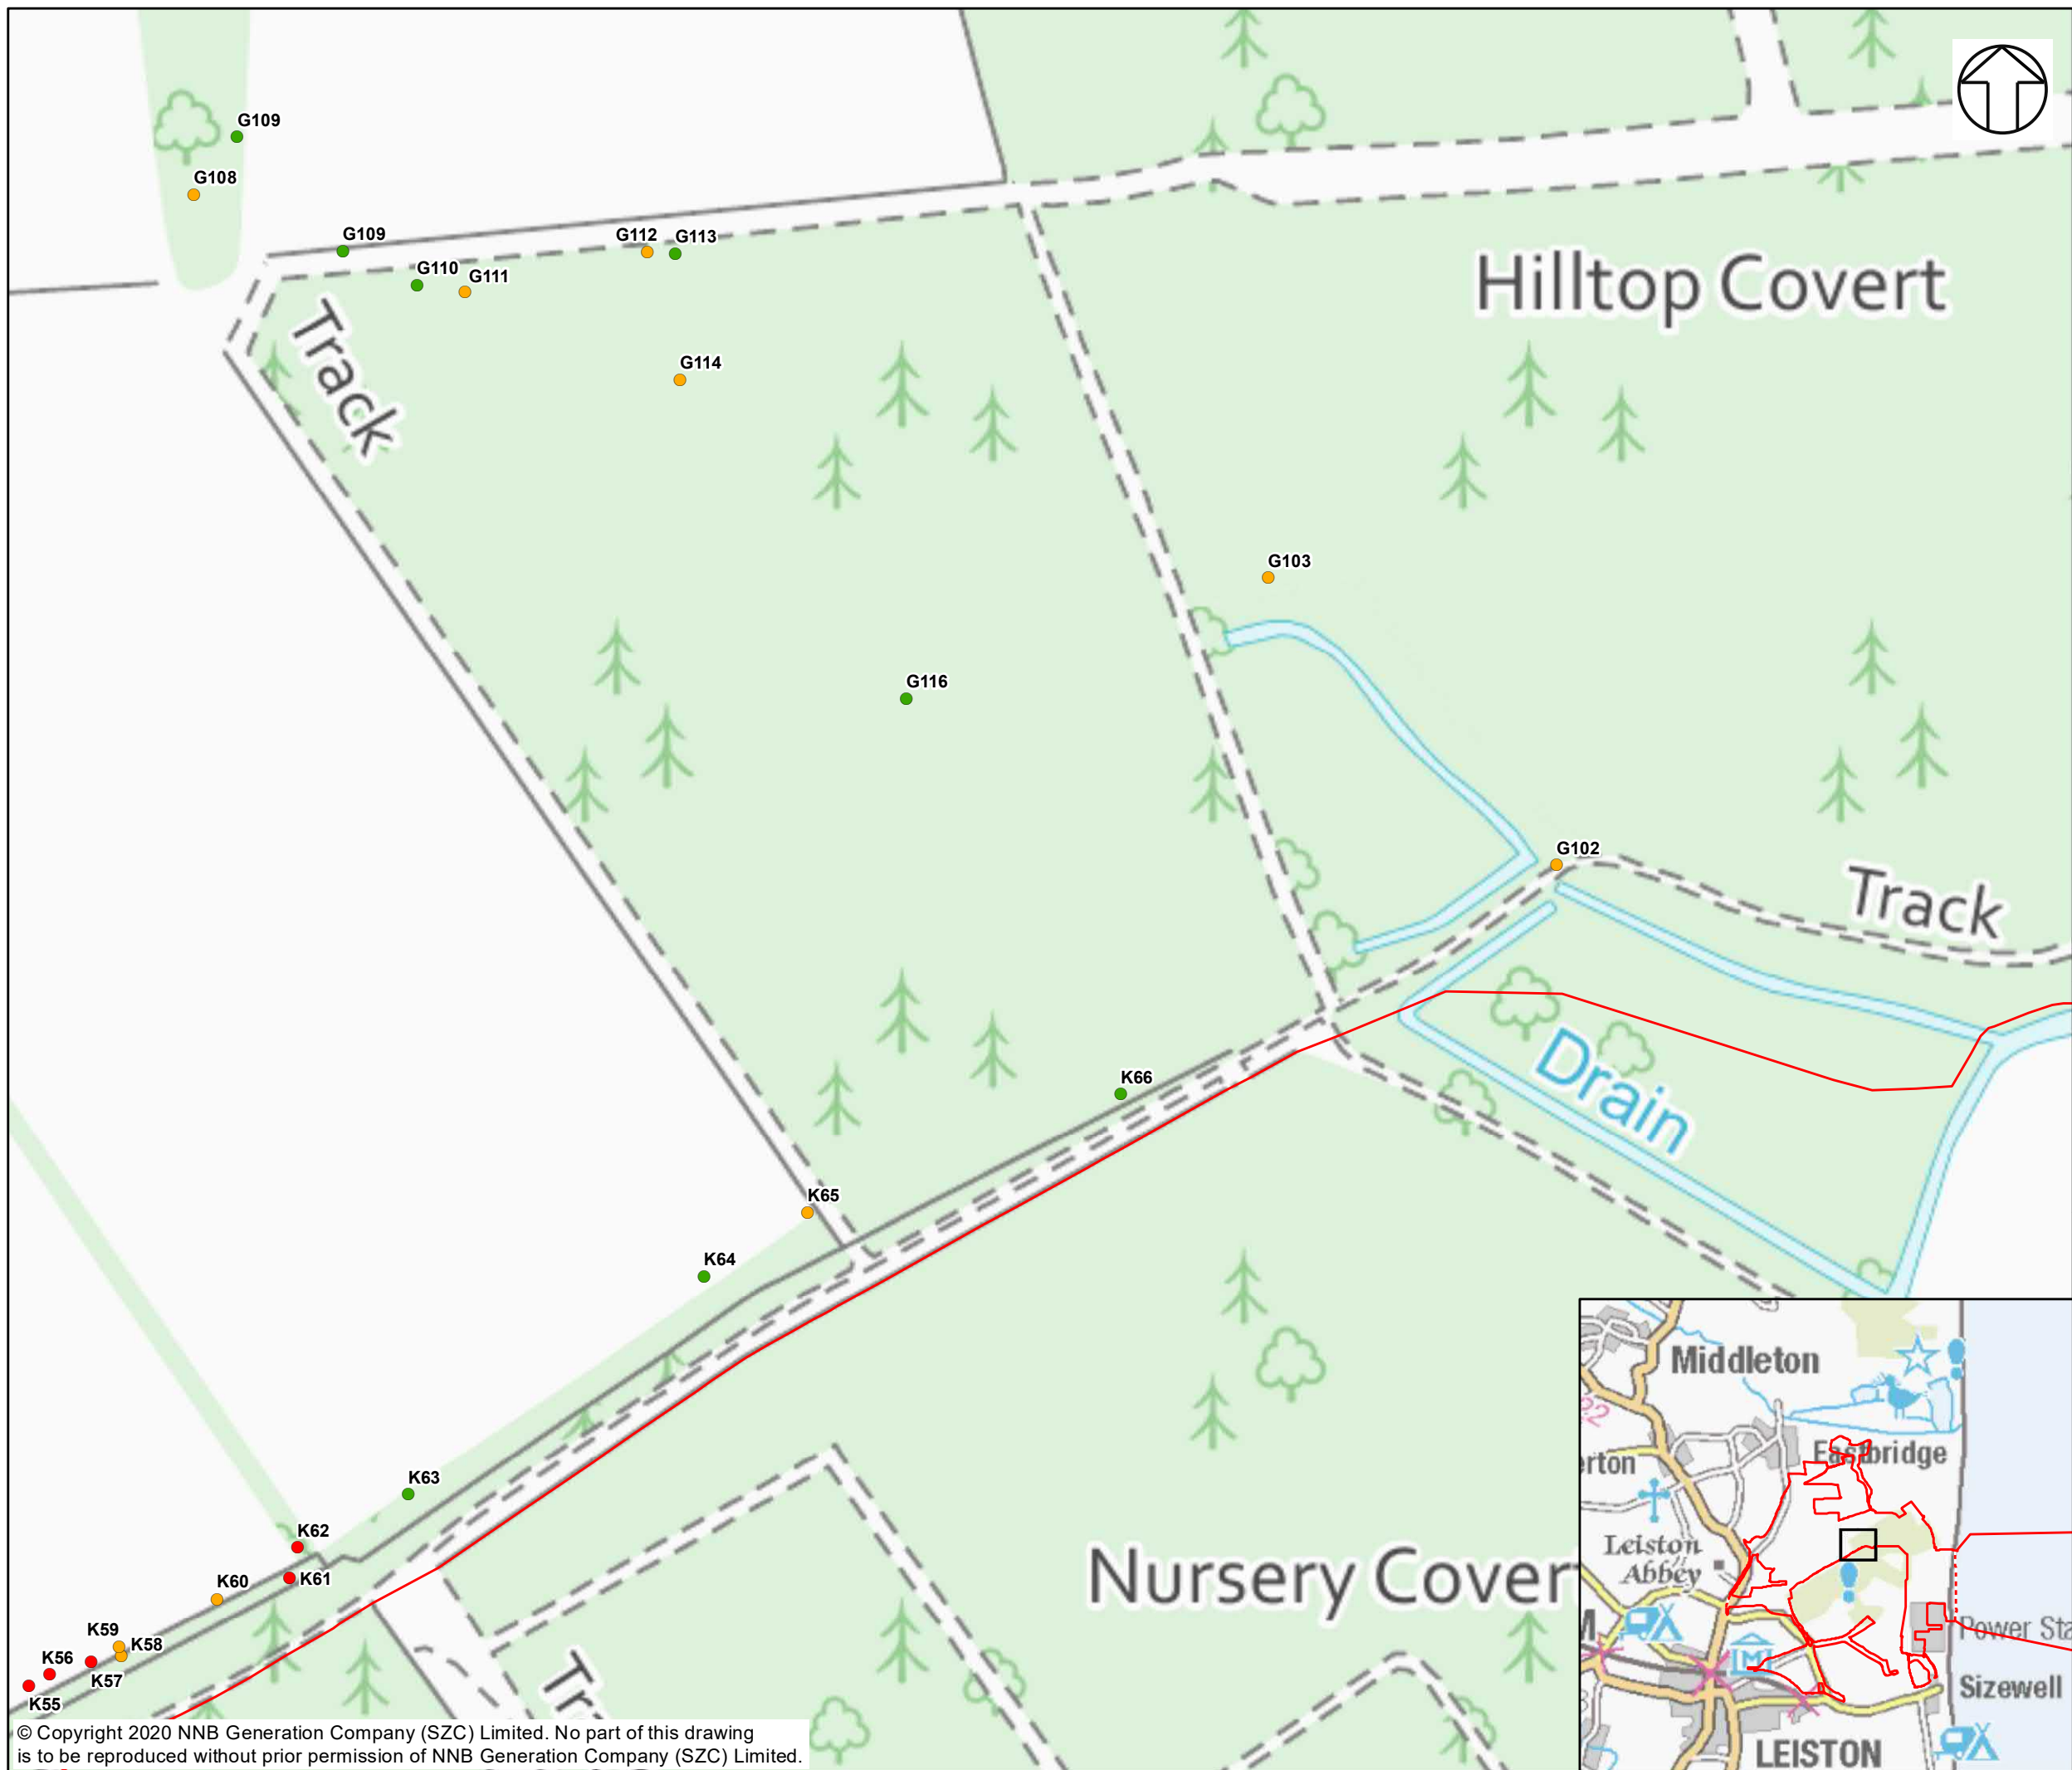 G109
G108
G109
G112
G113
G110
G111
Hilltop Covert
Track
G114
G103
G116
G102
Track
Drain
K66
K65
K64
K63
K62
K61
K60
K59
K58
K57
K56
K55
Nursery Cover
Middleton
Eastbridge
erton
Leiston
Abbey
M
Power Sta
Sizewell
LEISTON
© Copyright 2020 NNB Generation Company (SZC) Limited. No part of this drawing
is to be reproduced without prior permission of NNB Generation Company (SZC) Limited.